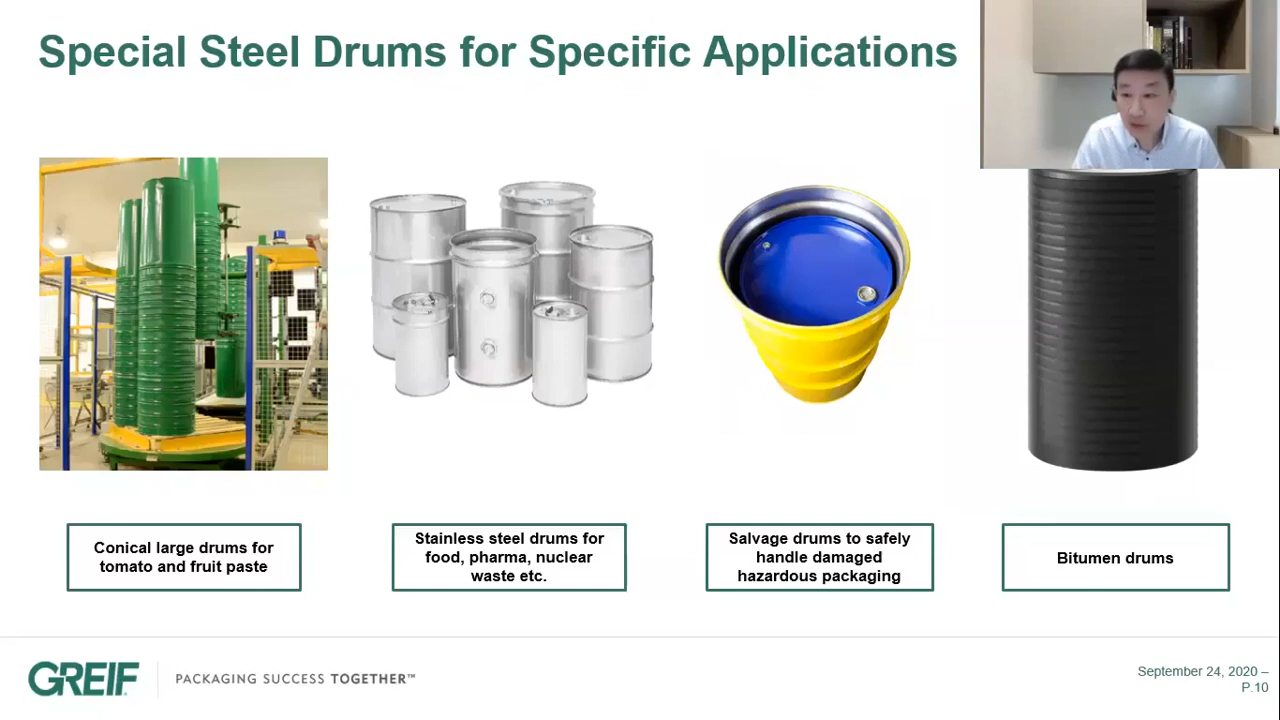 Special Steel Drums for Specific Applications
Conical large drums for
tomato and fruit paste
Stainless steel drums for
food, pharma, nuclear
waste etc.
Salvage drums to safely
handle damaged
hazardous packaging
Bitumen drums
GREIF
PACKAGING SUCCESS TOGETHER™
September 24, 2020 –
P.10